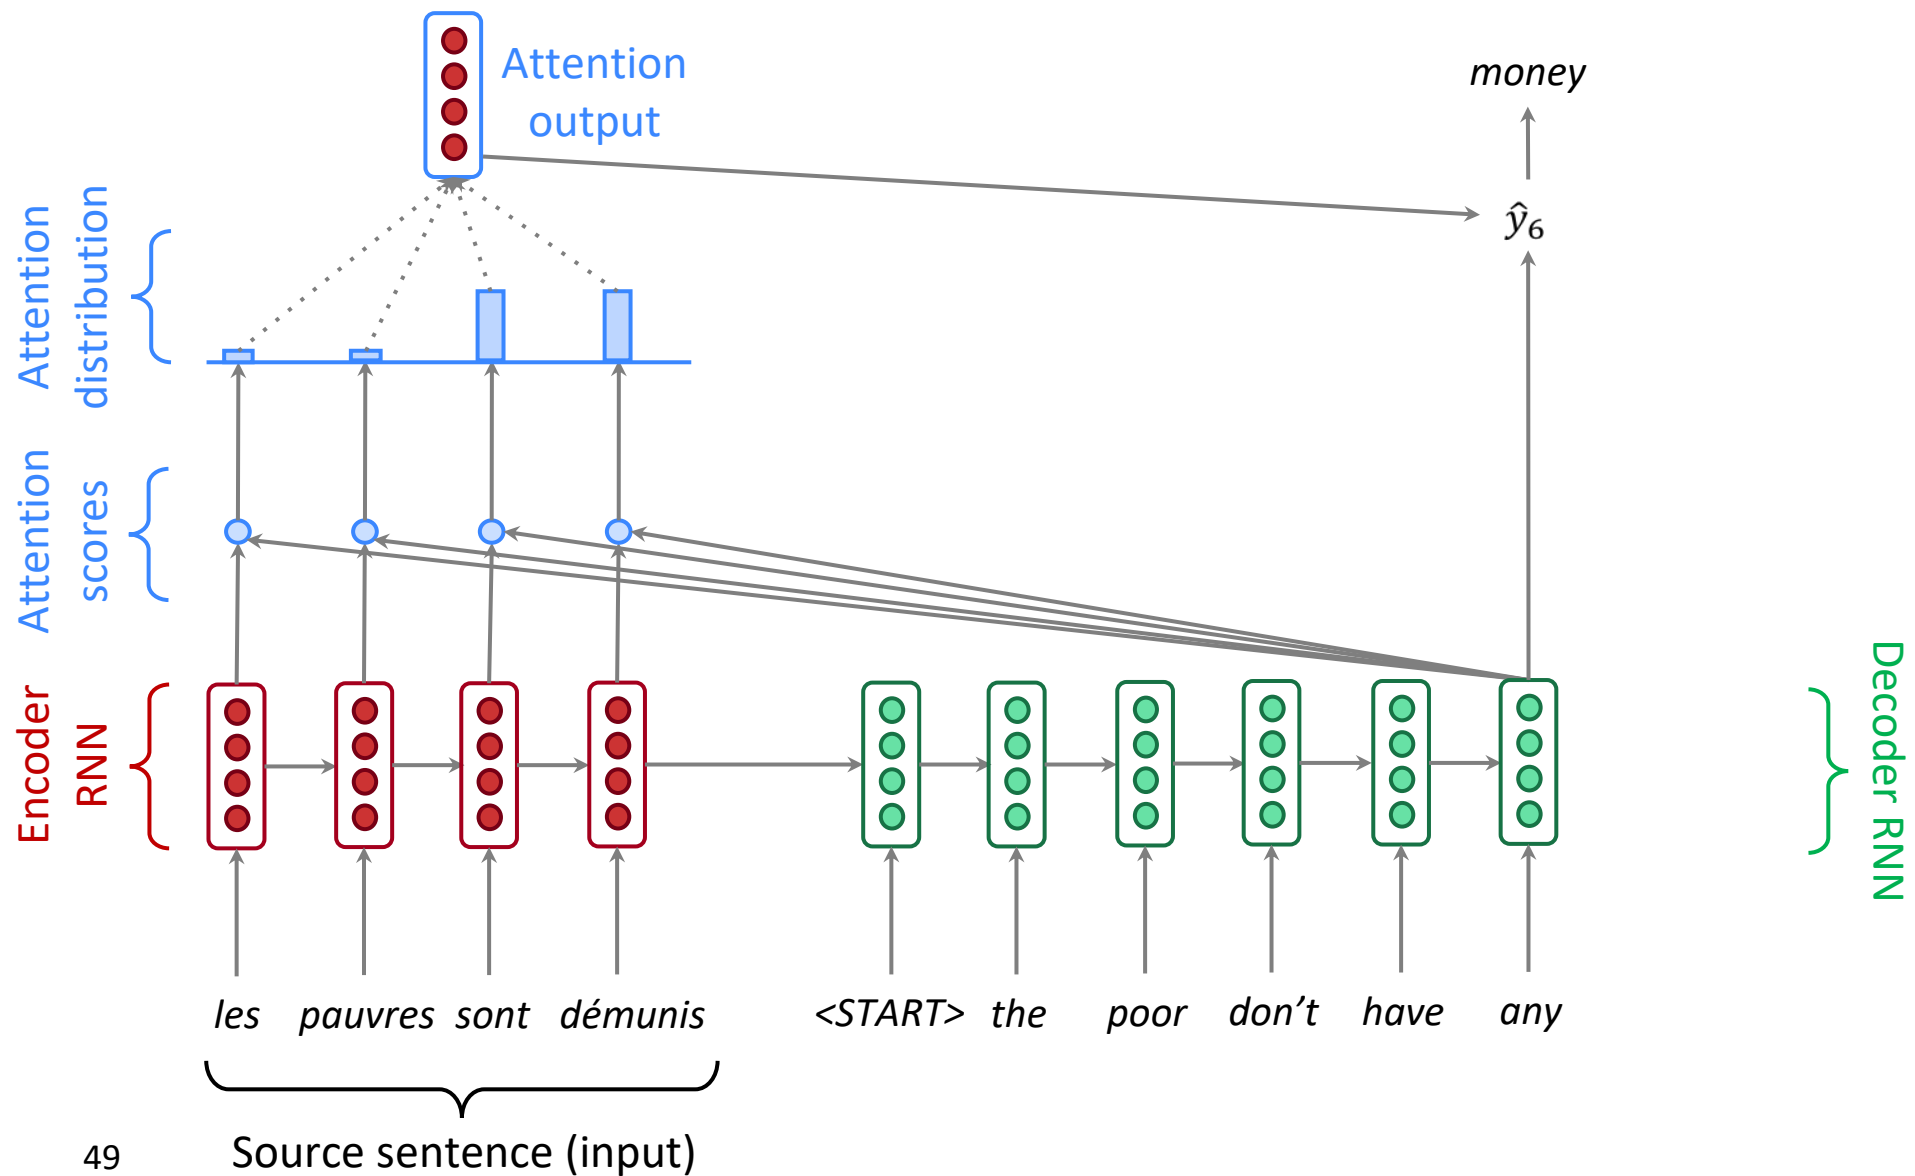 Attention
output
money
ŷ₆
Attention
distribution
Attention
scores
Encoder
RNN
Decoder RNN
les pauvres sont démunis <START> the poor don't have any
Source sentence (input)
49